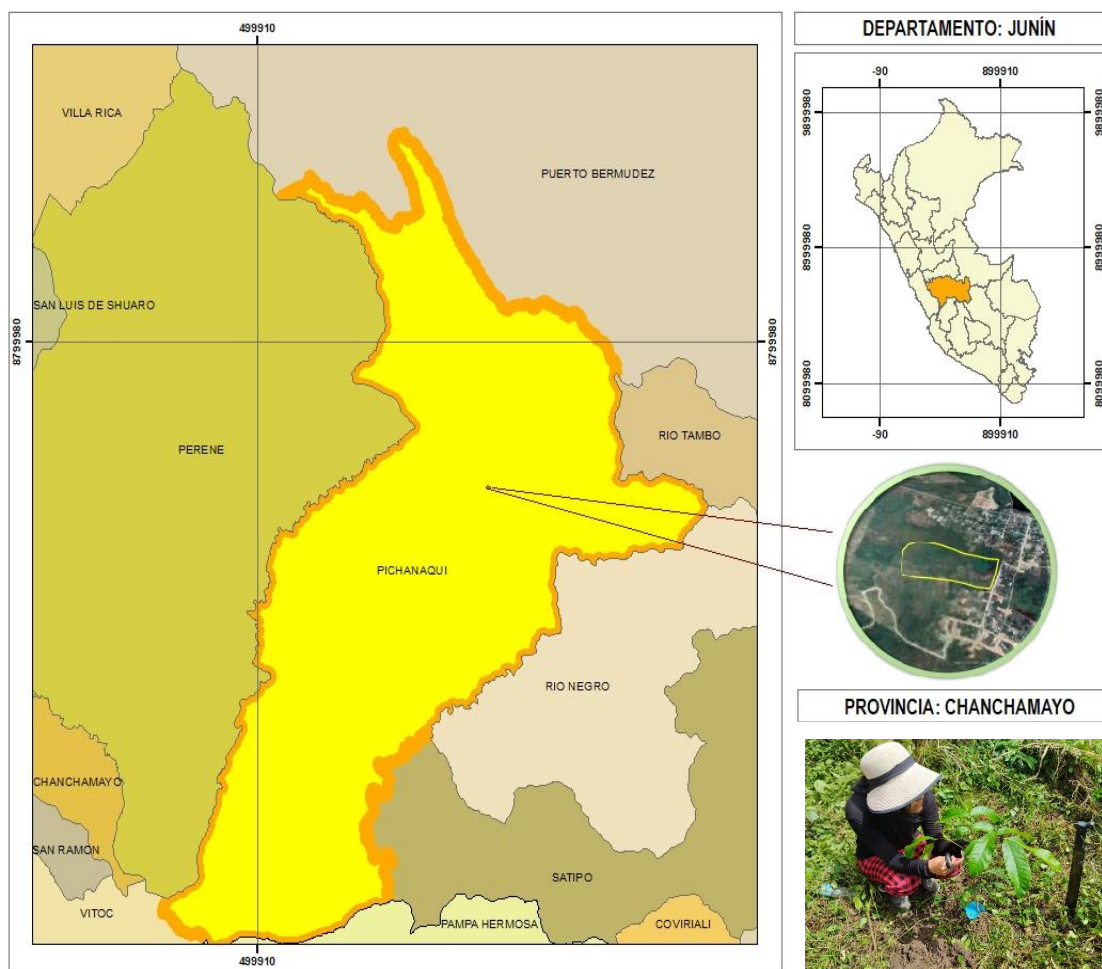 499910
VILLA RICA
PUERTO BERMUDEZ
SAN LUIS DE SHUARO
8799980
8799980
RIO TAMBO
PERENE
PICHANAQUI
RIO NEGRO
CHANCHAMAYO
SAN RAMON
SATIPO
VITOC
PAMPA HERMOSA
COVIRIALI
499910
DEPARTAMENTO: JUNÍN
-90
899910
9899980
9899980
8999980
8999980
8099980
8099980
-90
899910
PROVINCIA: CHANCHAMAYO